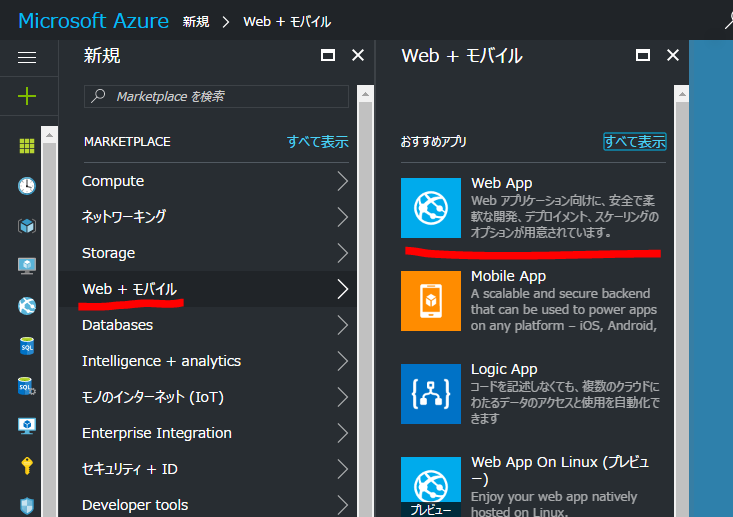 Microsoft Azure 新規 > Web + モバイル
新規
Marketplace を検索
MARKETPLACE すべて表示
Compute
ネットワーキング
Storage
Web + モバイル
Databases
Intelligence + analytics
モノのインターネット (IoT)
Enterprise Integration
セキュリティ + ID
Developer tools
Web + モバイル
おすすめアプリ すべて表示
Web App
Web アプリケーション向けに、安全で柔
軟な開発、デプロイメント、スケーリングの
オプションが用意されています。
Mobile App
A scalable and secure backend
that can be used to power apps
on any platform – iOS, Android,
Logic App
コードを記述しなくても、複数のクラウドに
わたるデータのアクセスと使用を自動化で
きます
Web App On Linux (プレビュ
ー)
Enjoy your web app natively
hosted on Linux.
プレビュー
SQL
SQL